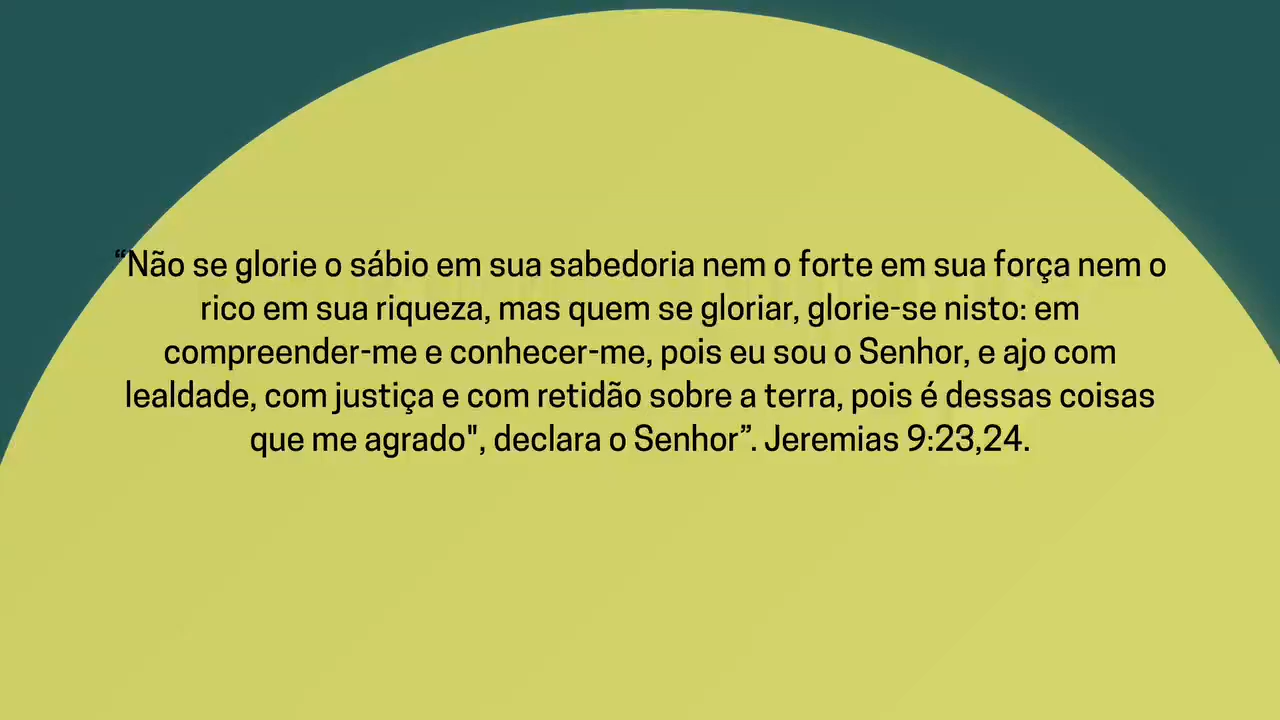 “Não se glorie o sábio em sua sabedoria nem o forte em sua força nem o
rico em sua riqueza, mas quem se gloriar, glorie-se nisto: em
compreender-me e conhecer-me, pois eu sou o Senhor, e ajo com
lealdade, com justiça e com retidão sobre a terra, pois é dessas coisas
que me agrado", declara o Senhor”. Jeremias 9:23,24.